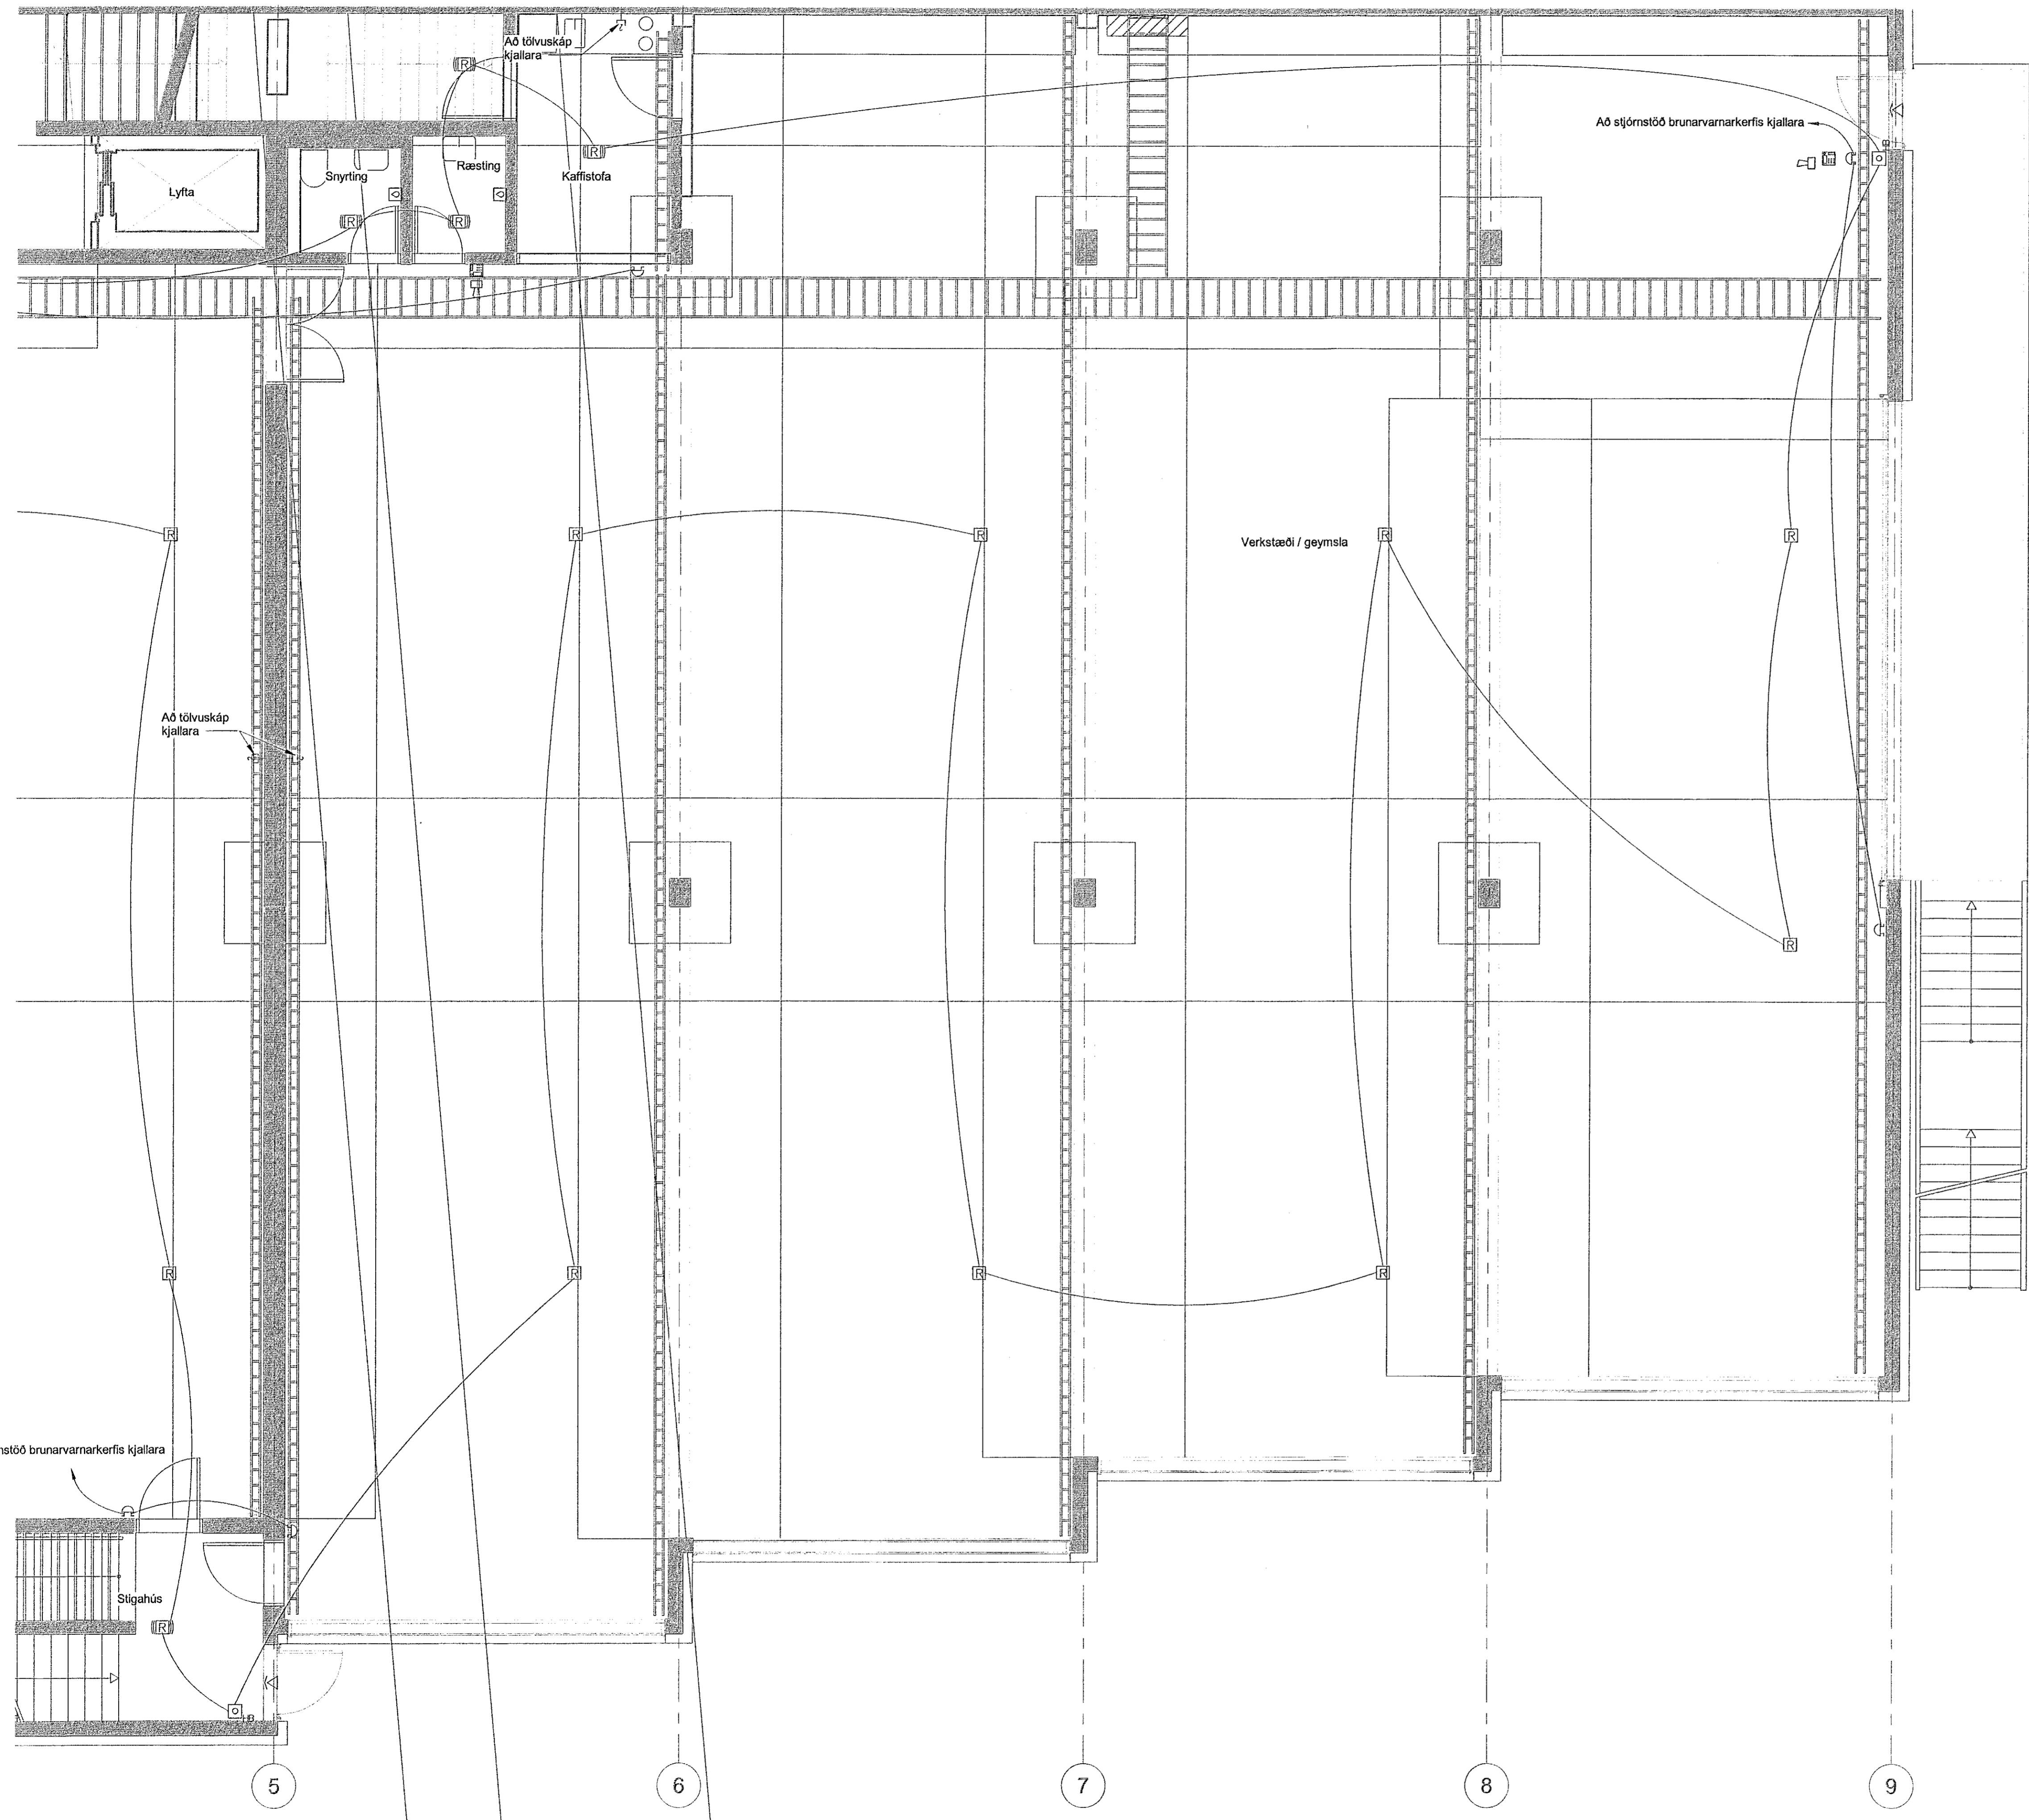 Að tölvuskáp
kjallara
R
Að stjórnstöð brunarvarnarkerfis kjallara
R
Snyrting
Ræsting
Kaffistofa
Lyfta
R
R
R
R
R
R
R
Verkstæði / geymsla
Að tölvuskáp
kjallara
R
R
R
R
R
nstöð brunarvarnarkerfis kjallara
Stigahús
R
5
6
7
8
9